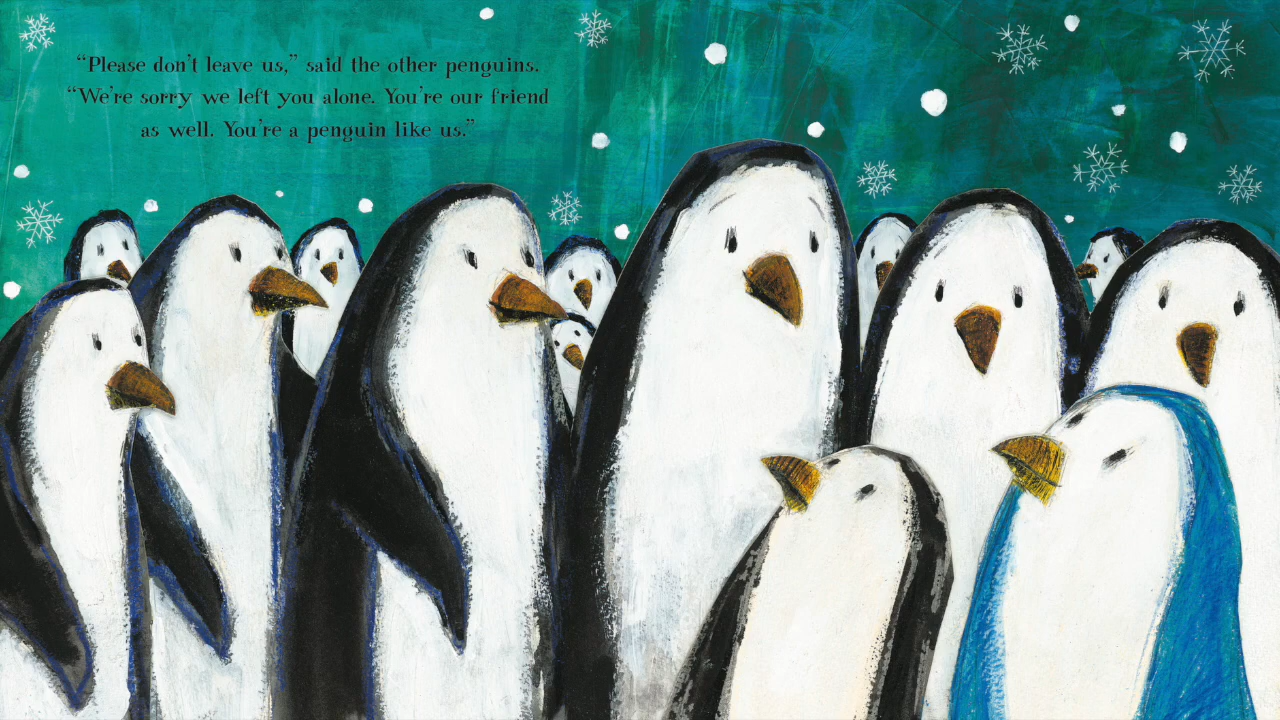 “Please don’t leave us,” said the other penguins.
“We’re sorry we left you alone. You’re our friend
as well. You’re a penguin like us.”